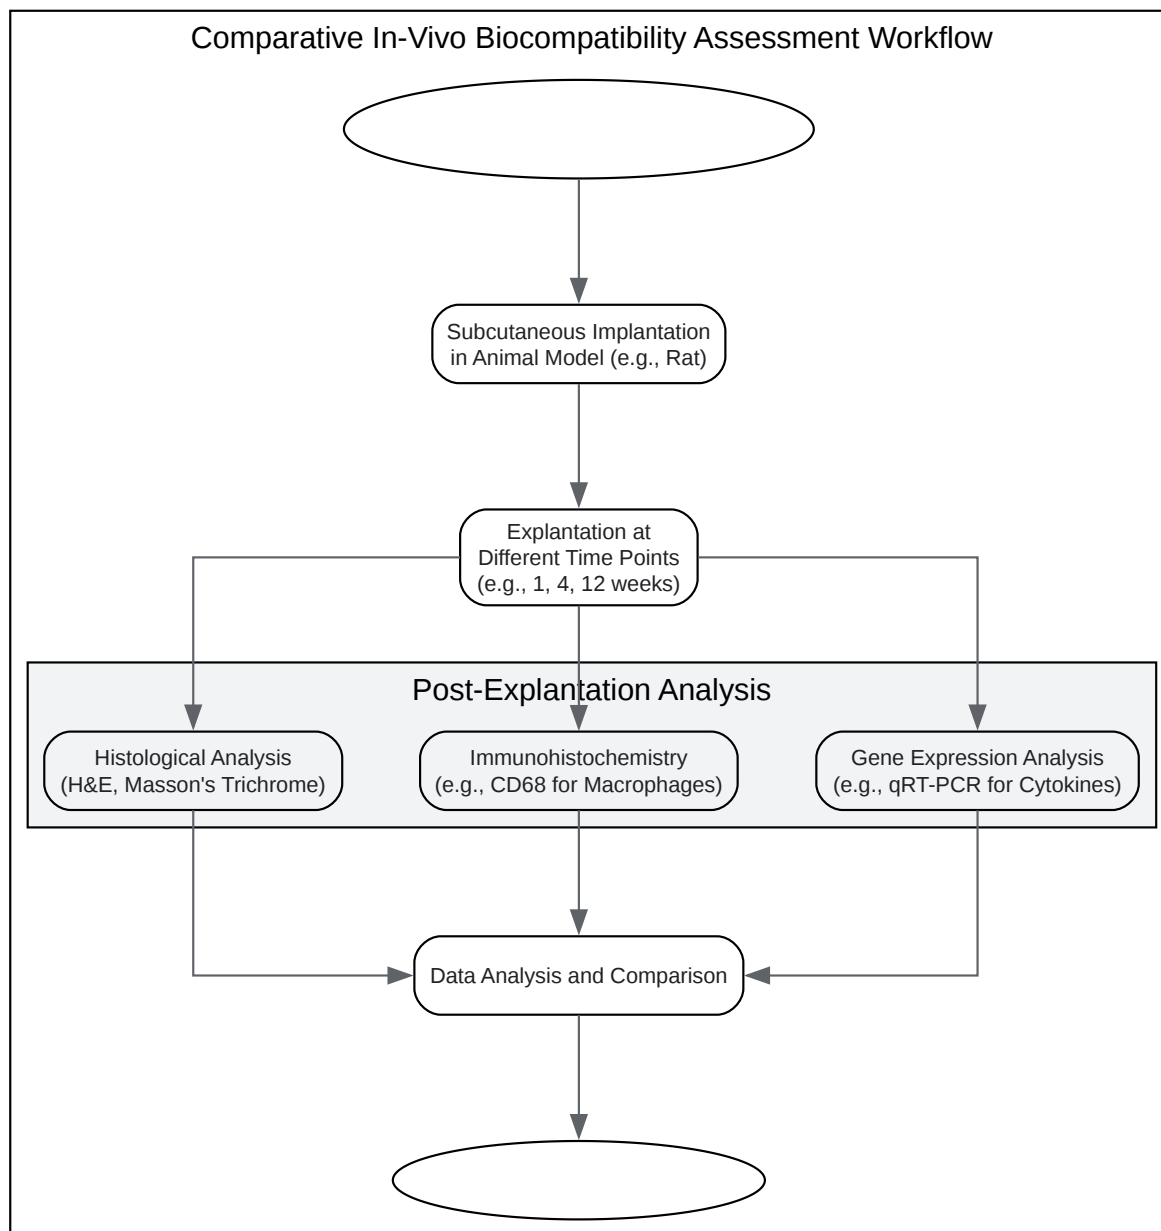 Comparative In-Vivo Biocompatibility Assessment Workflow
Subcutaneous Implantation
in Animal Model (e.g., Rat)
Explantation at
Different Time Points
(e.g., 1, 4, 12 weeks)
Post-Explantation Analysis
Histological Analysis
(H&E, Masson's Trichrome)
Immunohistochemistry
(e.g., CD68 for Macrophages)
Gene Expression Analysis
(e.g., qRT-PCR for Cytokines)
Data Analysis and Comparison